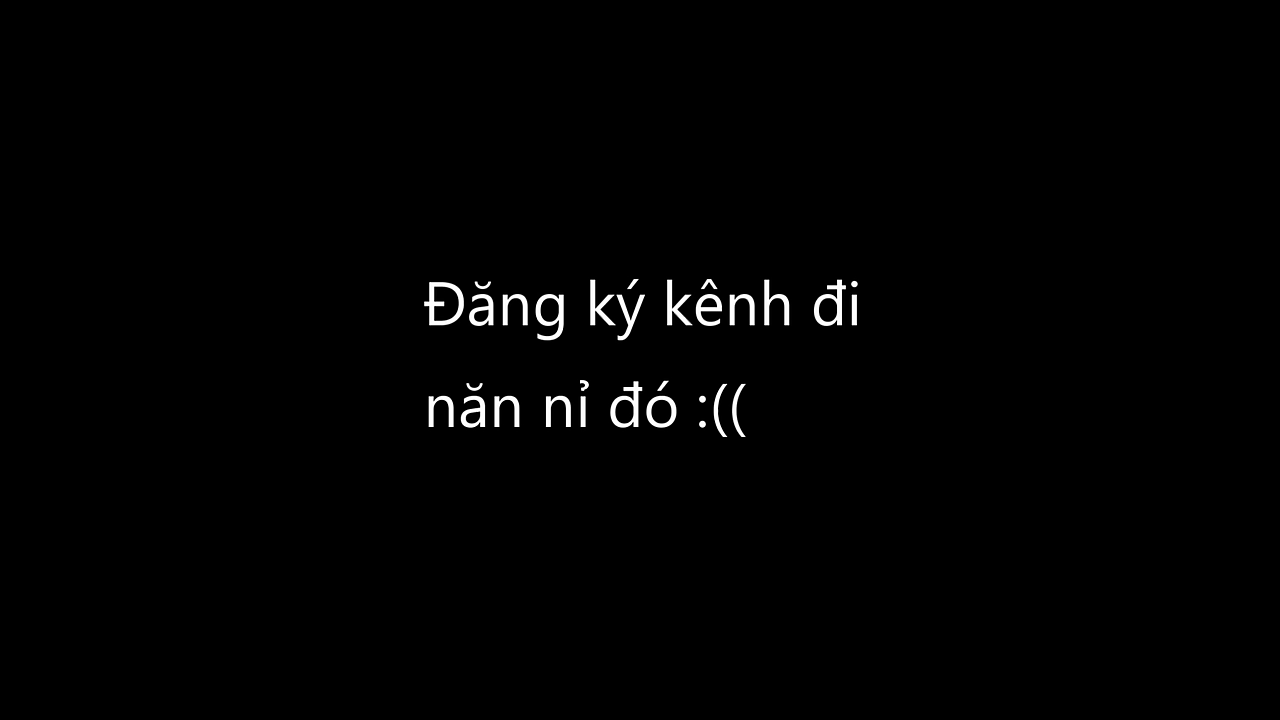 Đăng ký kênh đi
năn nỉ đó :((